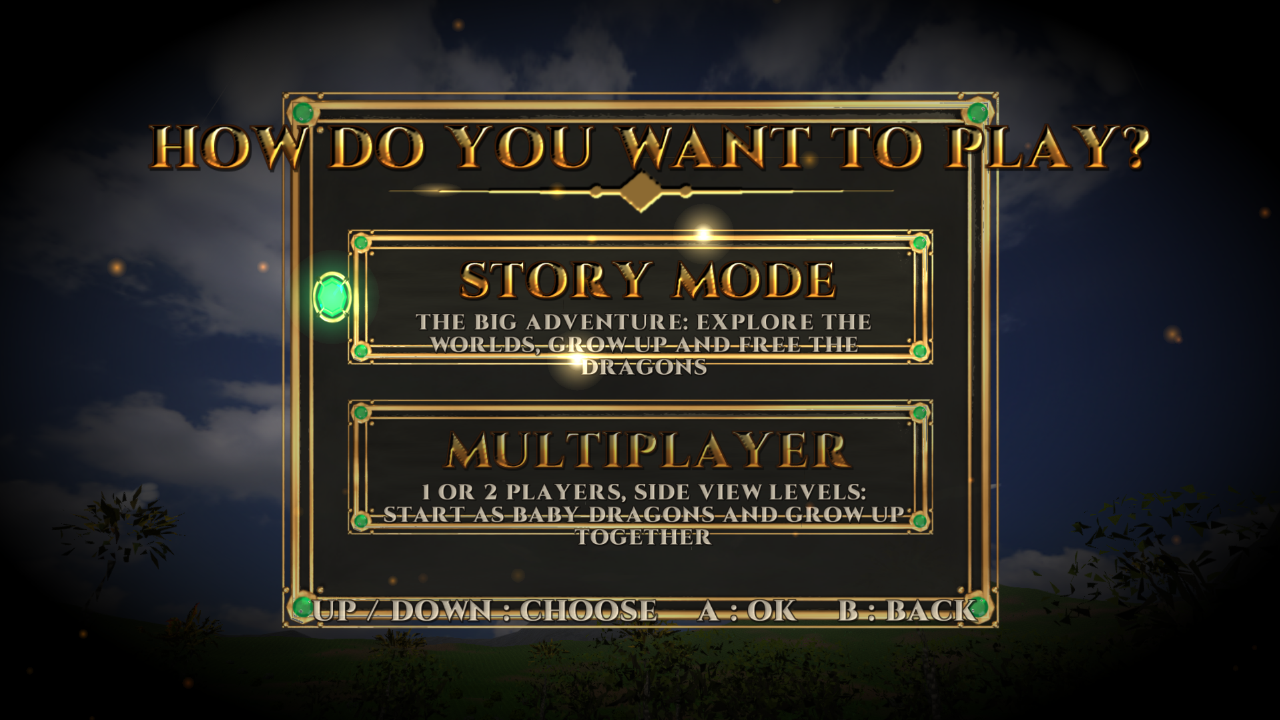 HOW DO YOU WANT TO PLAY?
STORY MODE
THE BIG ADVENTURE: EXPLORE THE
WORLDS, GROW UP AND FREE THE
DRAGONS
MULTIPLAYER
1 OR 2 PLAYERS, SIDE VIEW LEVELS:
START AS BABY DRAGONS AND GROW UP
TOGETHER
UP / DOWN : CHOOSE A : OK B : BACK